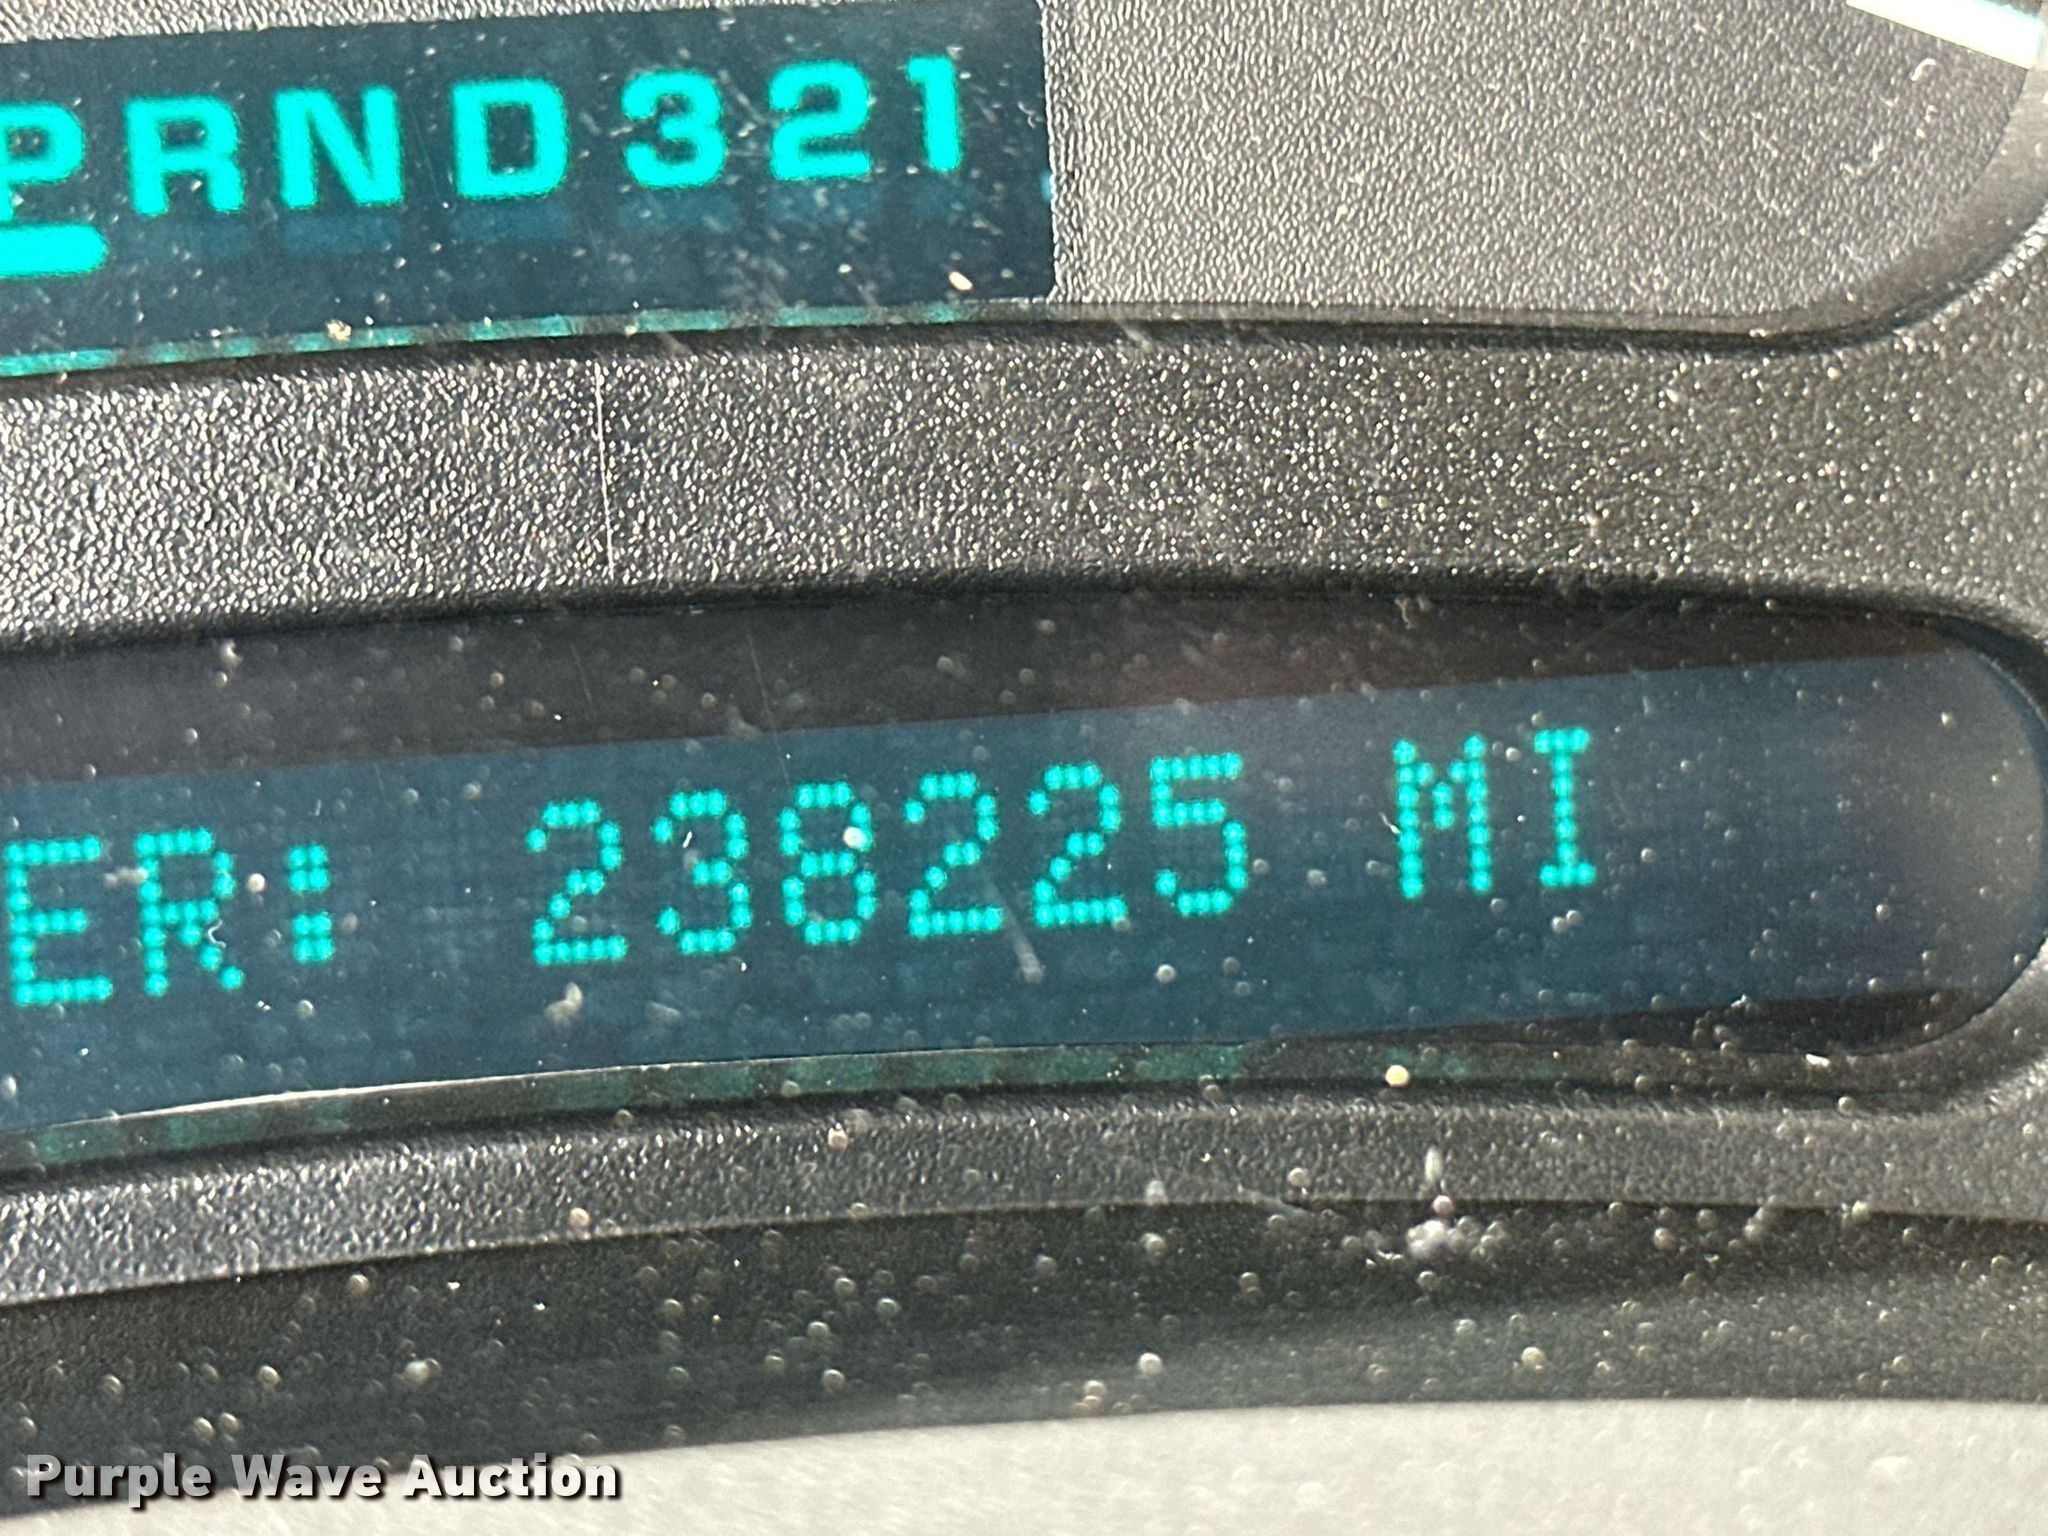 PRND321
ER: 238225 MI
Purple Wave Auction